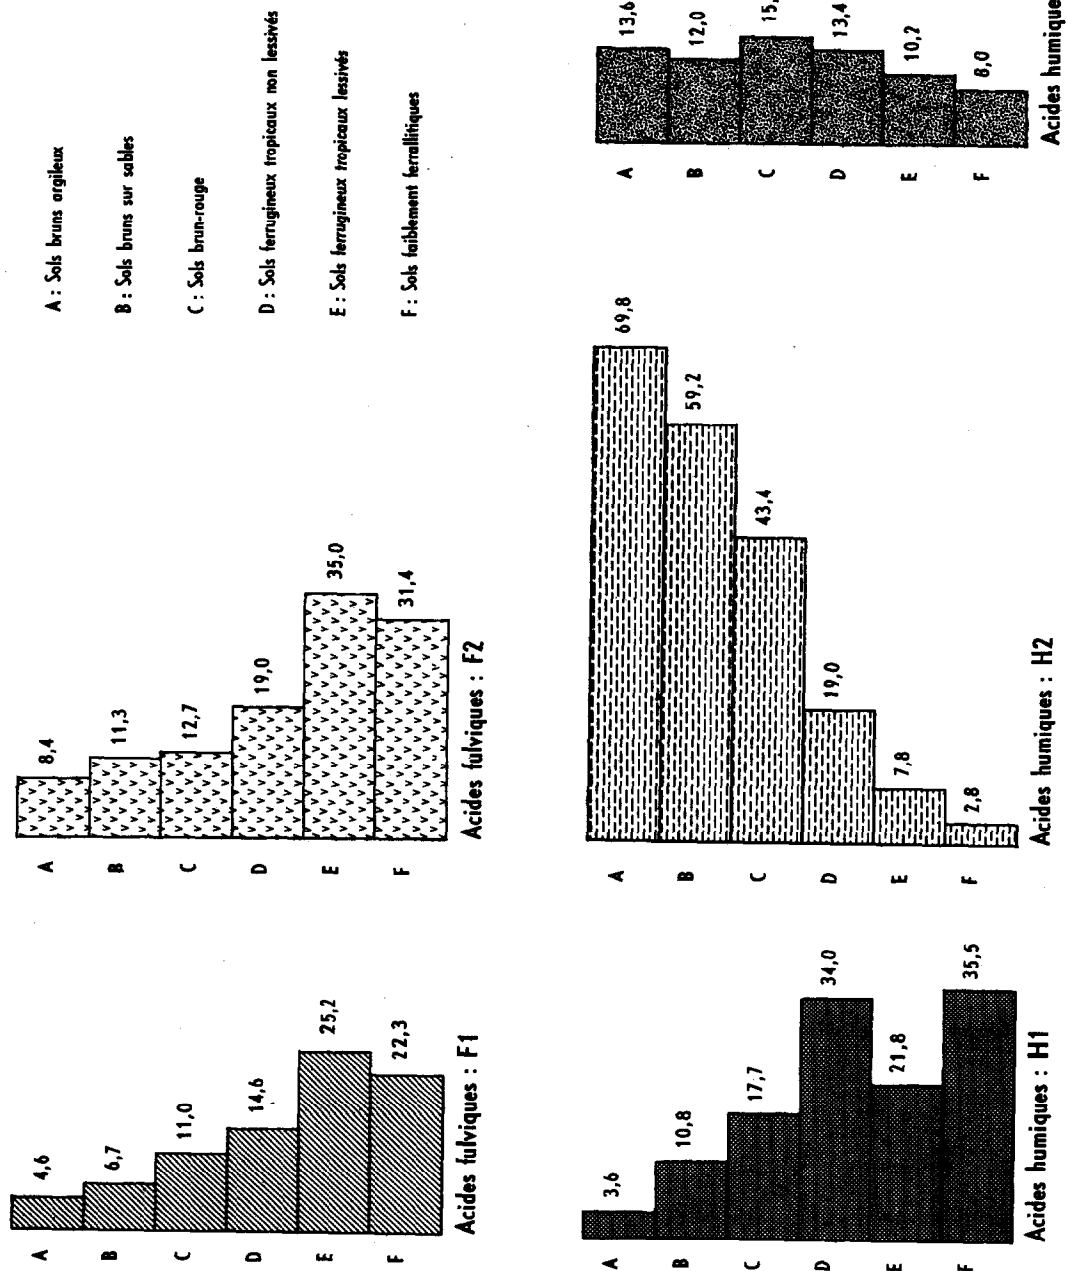 4,6
6,7
11,0
14,6
25,2
22,3
A
B
C
D
E
F
Acides fulviques : F1
8,4
11,3
12,7
19,0
35,0
31,4
A
B
C
D
E
F
Acides fulviques : F2
A : Sols bruns argileux
B : Sols bruns sur sables
C : Sols brun-rouge
D : Sols ferrugineux tropicaux non lessivés
E : Sols ferrugineux tropicaux lessivés
F : Sols faiblement ferrallitiques
3,6
10,8
17,7
34,0
21,8
35,5
A
B
C
D
E
F
Acides humiques : H1
69,8
59,2
43,4
19,0
7,8
2,8
A
B
C
D
E
F
Acides humiques : H2
13,6
12,0
15,
13,4
10,2
8,0
A
B
C
D
E
F
Acides humiques